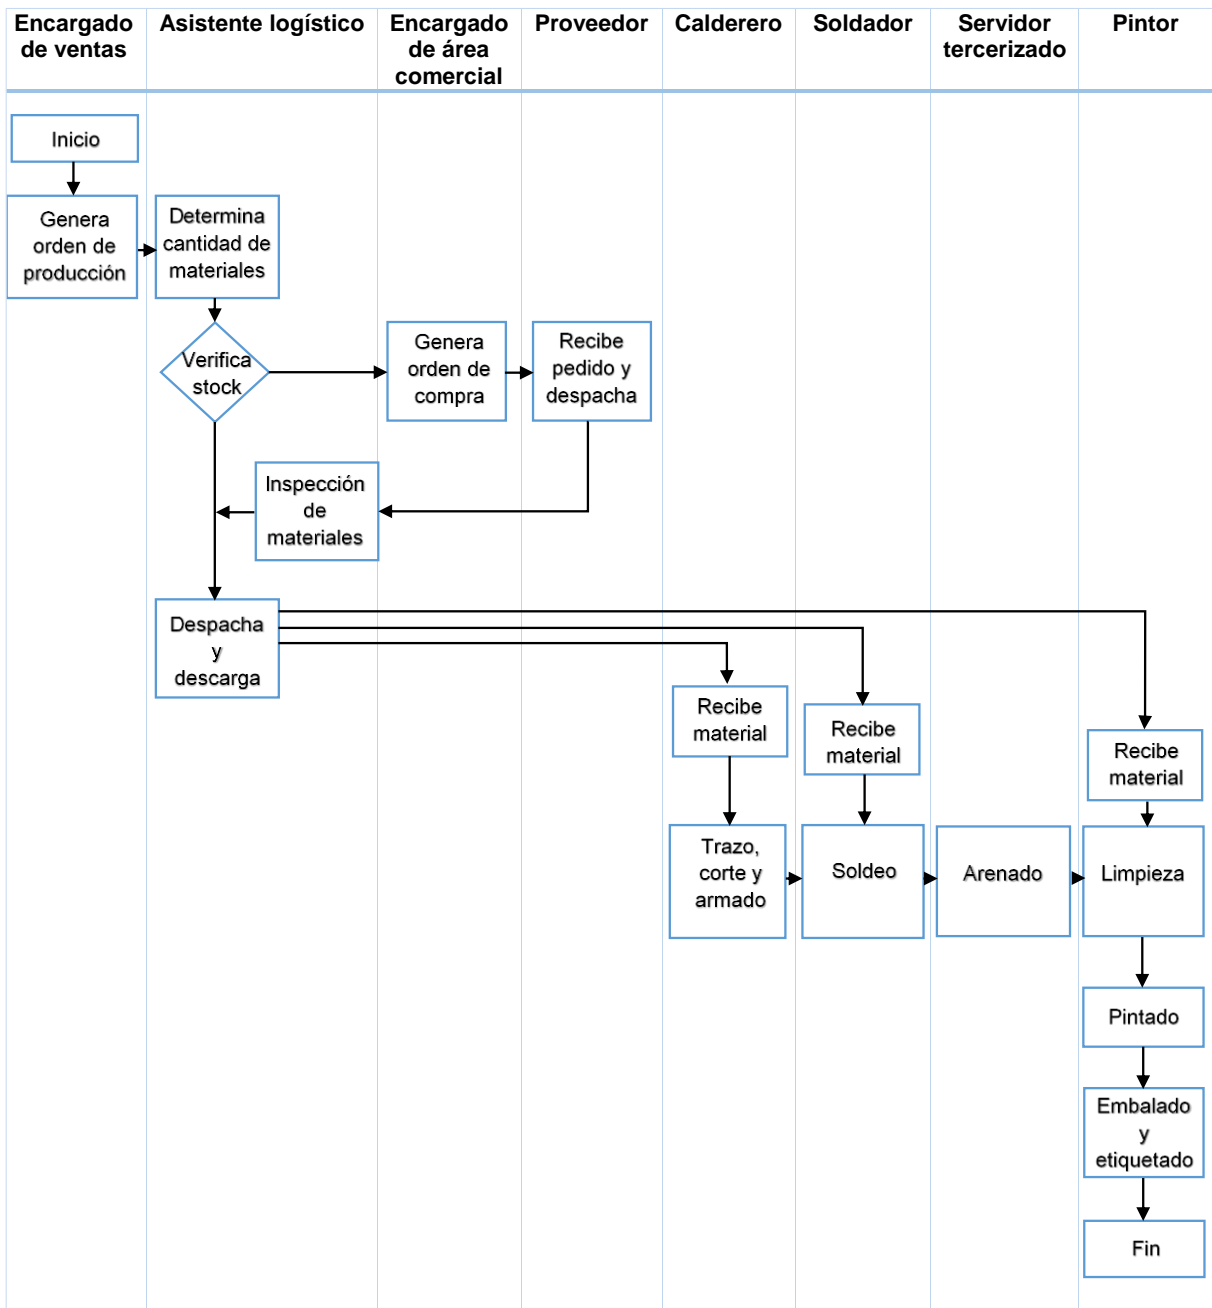 Encargado
de ventas
Asistente logístico
Encargado
de área
comercial
Proveedor
Calderero
Soldador
Servidor
tercerizado
Pintor
Inicio
Genera
orden de
producción
Determina
cantidad de
materiales
Verifica
stock
Genera
orden de
compra
Recibe
pedido y
despacha
Inspección
de
materiales
Despacha
y
descarga
Recibe
material
Recibe
material
Recibe
material
Trazo,
corte y
armado
Soldeo
Arenado
Limpieza
Pintado
Embalado
y
etiquetado
Fin